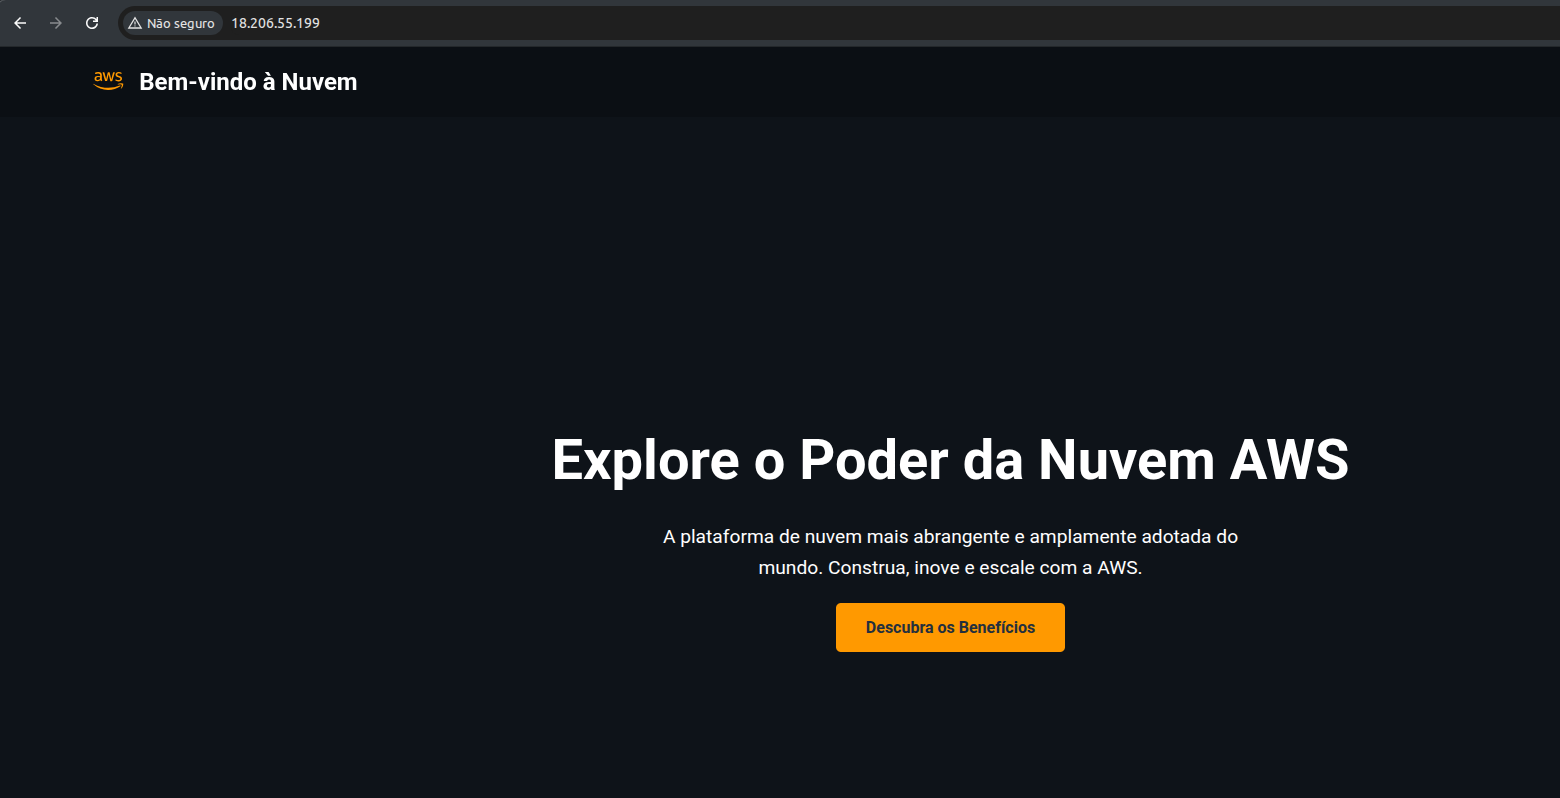 Não seguro 18.206.55.199
aws Bem-vindo à Nuvem
Explore o Poder da Nuvem AWS
A plataforma de nuvem mais abrangente e amplamente adotada do
mundo. Construa, inove e escale com a AWS.
Descubra os Benefícios